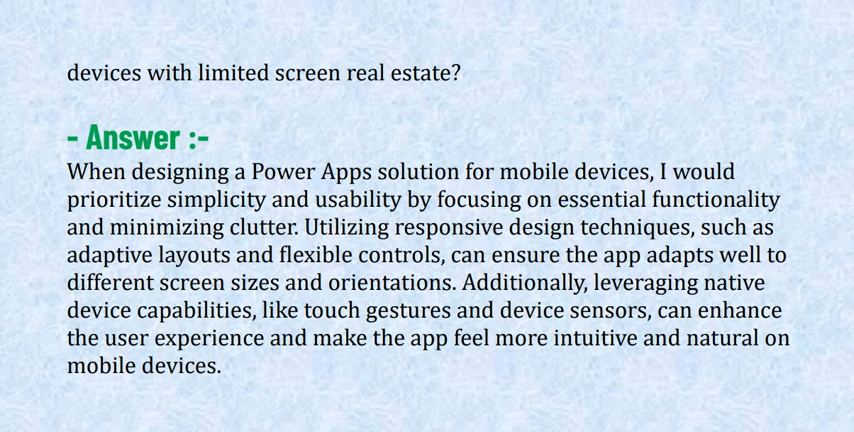 devices with limited screen real estate?
- Answer :-
When designing a Power Apps solution for mobile devices, I would
prioritize simplicity and usability by focusing on essential functionality
and minimizing clutter. Utilizing responsive design techniques, such as
adaptive layouts and flexible controls, can ensure the app adapts well to
different screen sizes and orientations. Additionally, leveraging native
device capabilities, like touch gestures and device sensors, can enhance
the user experience and make the app feel more intuitive and natural on
mobile devices.